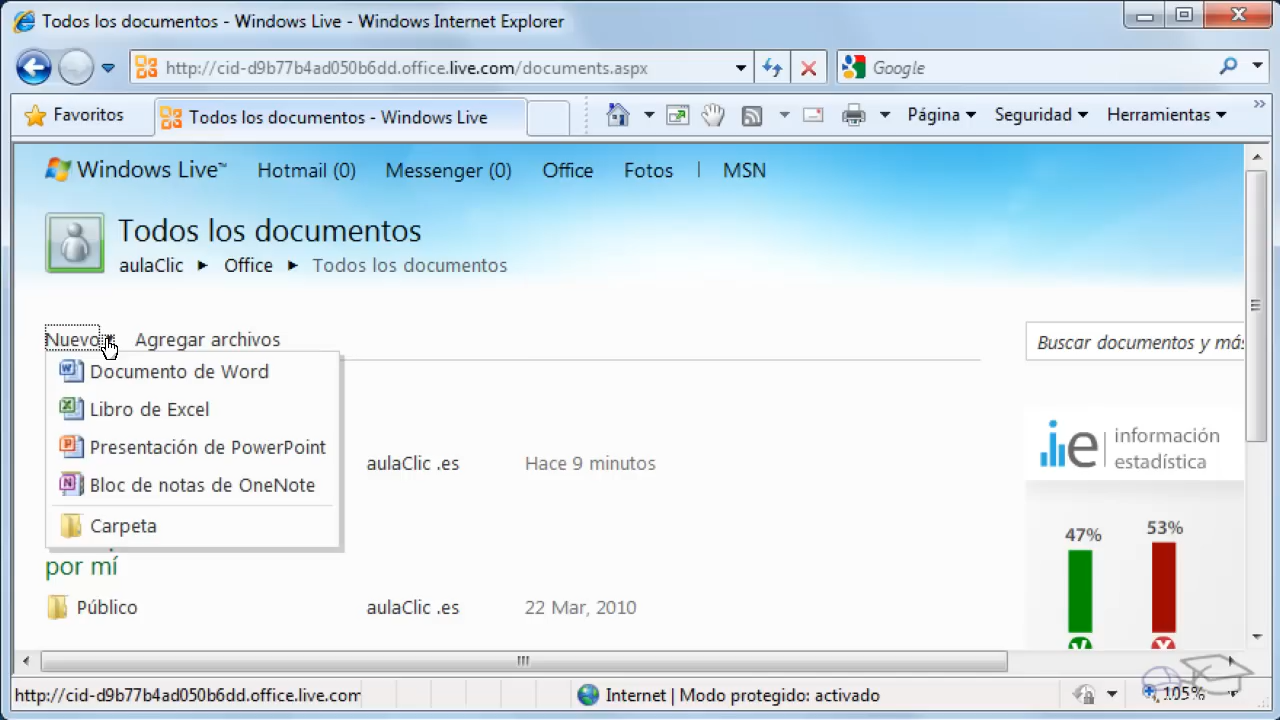 Todos los documentos - Windows Live - Windows Internet Explorer
http://cid-d9b77b4ad050b6dd.office.live.com/documents.aspx
Google
Favoritos
Todos los documentos - Windows Live
Página
Seguridad
Herramientas
Windows Live™
Hotmail (0)
Messenger (0)
Office
Fotos
MSN
Todos los documentos
aulaClic ▸ Office ▸ Todos los documentos
Nuevo
Agregar archivos
Buscar documentos y más
Documento de Word
Libro de Excel
Presentación de PowerPoint
Bloc de notas de OneNote
Carpeta
aulaClic .es
Hace 9 minutos
ie información
estadística
47%
53%
por mí
Público
aulaClic .es
22 Mar, 2010
http://cid-d9b77b4ad050b6dd.office.live.com
Internet | Modo protegido: activado
105%